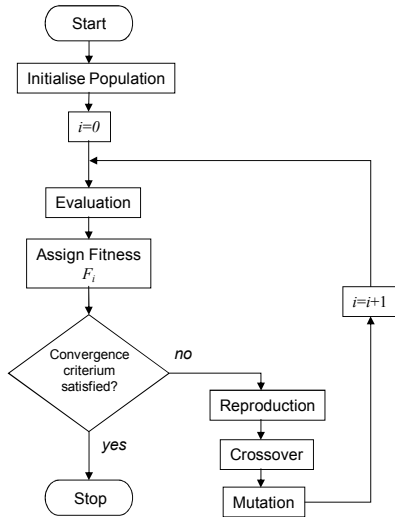 Start
Initialise Population
i=0
Evaluation
Assign Fitness
F_i
Convergence
criterium
satisfied?
no
yes
Stop
Reproduction
Crossover
Mutation
i=i+1